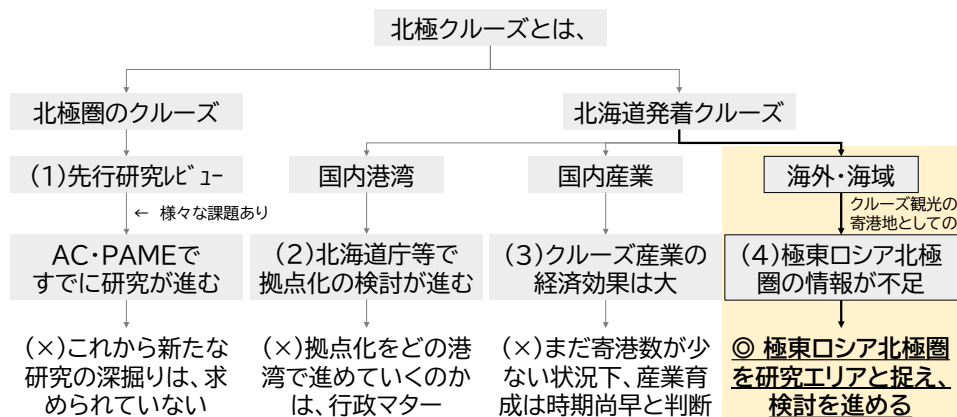 北極クルーズとは、
北極圏のクルーズ
北海道発着クルーズ
(1)先行研究ﾚﾋﾞｭｰ
国内港湾
国内産業
海外・海域
← 様々な課題あり
クルーズ観光の
寄港地としての
AC・PAMEで
すでに研究が進む
(2)北海道庁等で
拠点化の検討が進む
(3)クルーズ産業の
経済効果は大
(4)極東ロシア北極
圏の情報が不足
(×)これから新たな
研究の深掘りは、求
められていない
(×)拠点化をどの港
湾で進めていくのか
は、行政マター
(×)まだ寄港数が少
ない状況下、産業育
成は時期尚早と判断
◎ 極東ロシア北極圏
を研究エリアと捉え、
検討を進める